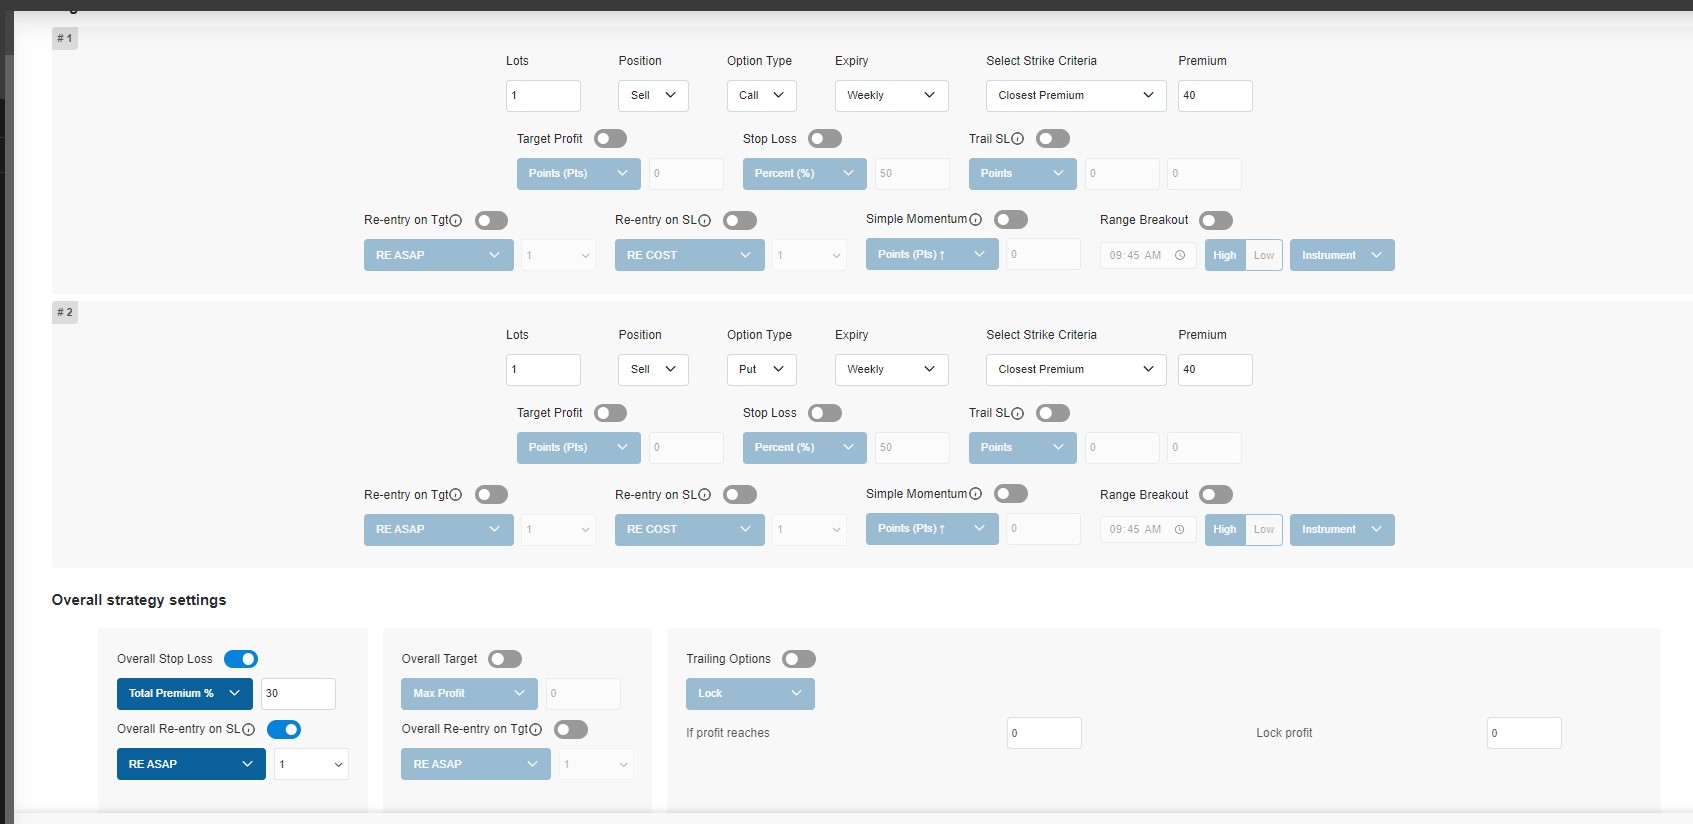 # 1
Lots Position Option Type Expiry Select Strike Criteria Premium
1 Sell Call Weekly Closest Premium 40
Target Profit Stop Loss Trail SL
Points (Pts) 0 Percent (%) 50 Points 0 0
Re-entry on Tgt Re-entry on SL Simple Momentum Range Breakout
RE ASAP 1 RE COST 1 Points (Pts) ↑ 0 09:45 AM High Low Instrument
# 2
Lots Position Option Type Expiry Select Strike Criteria Premium
1 Sell Put Weekly Closest Premium 40
Target Profit Stop Loss Trail SL
Points (Pts) 0 Percent (%) 50 Points 0 0
Re-entry on Tgt Re-entry on SL Simple Momentum Range Breakout
RE ASAP 1 RE COST 1 Points (Pts) ↑ 0 09:45 AM High Low Instrument
Overall strategy settings
Overall Stop Loss Overall Target Trailing Options
Total Premium % 30 Max Profit 0 Lock
Overall Re-entry on SL Overall Re-entry on Tgt If profit reaches 0 Lock profit 0
RE ASAP 1 RE ASAP 1